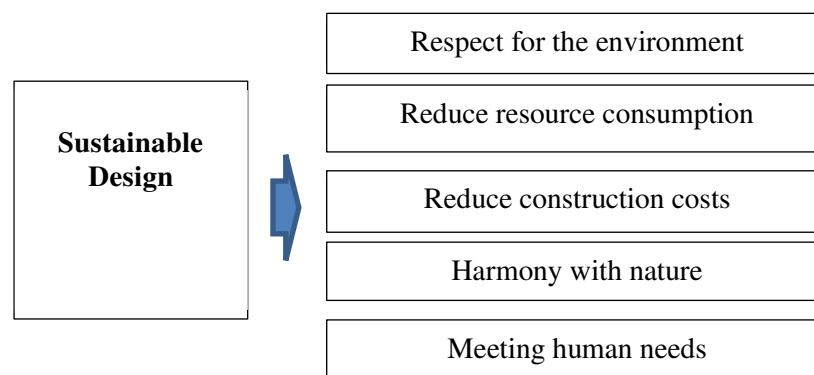 Sustainable
Design
Respect for the environment
Reduce resource consumption
Reduce construction costs
Harmony with nature
Meeting human needs